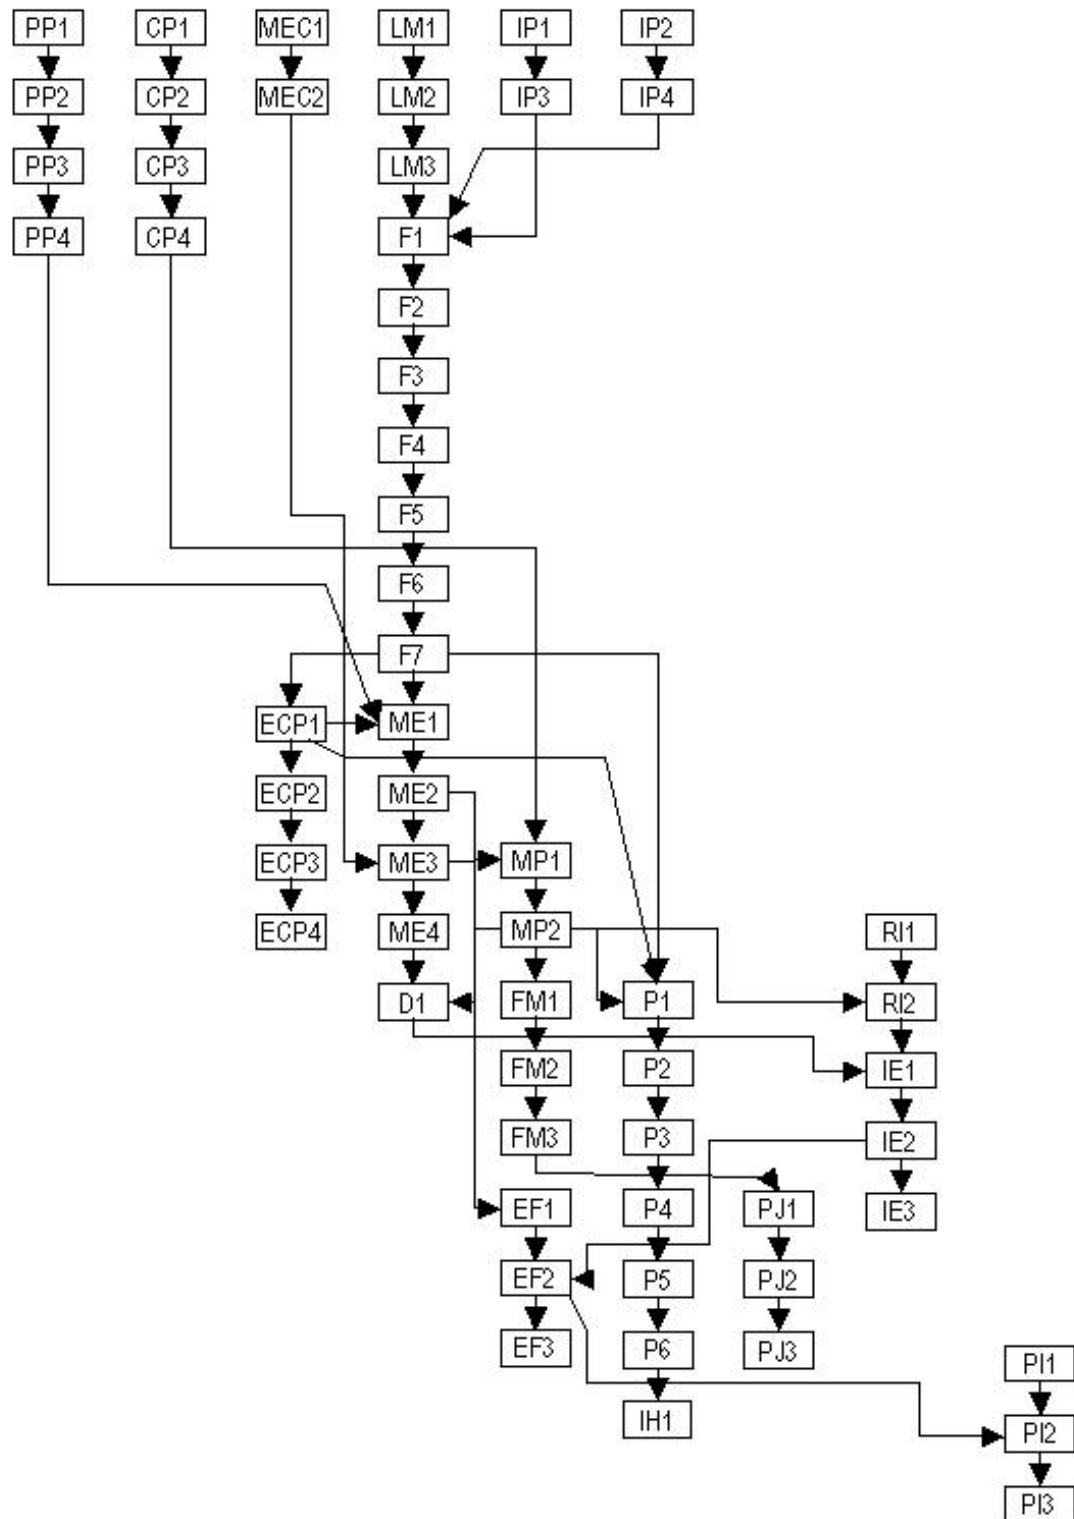 PP1 CP1 MEC1 LM1 IP1 IP2
PP2 CP2 MEC2 LM2 IP3 IP4
PP3 CP3 LM3
PP4 CP4 F1
F2
F3
F4
F5
F6
F7
ECP1 ME1
ECP2 ME2
ECP3 ME3 MP1
ECP4 ME4 MP2 RI1
D1 FM1 P1 RI2
FM2 P2 IE1
FM3 P3 IE2
EF1 P4 PJ1 IE3
EF2 P5 PJ2
EF3 P6 PJ3 PI1
IH1 PI2
PI3